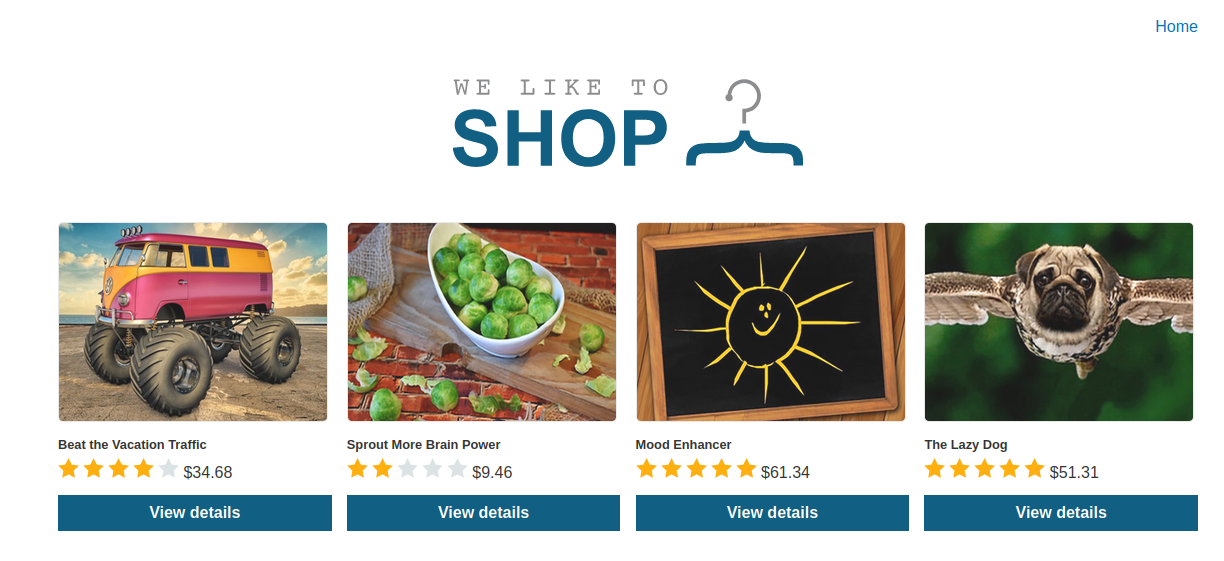 Home
WE LIKE TO
SHOP
Beat the Vacation Traffic
$34.68
View details
Sprout More Brain Power
$9.46
View details
Mood Enhancer
$61.34
View details
The Lazy Dog
$51.31
View details